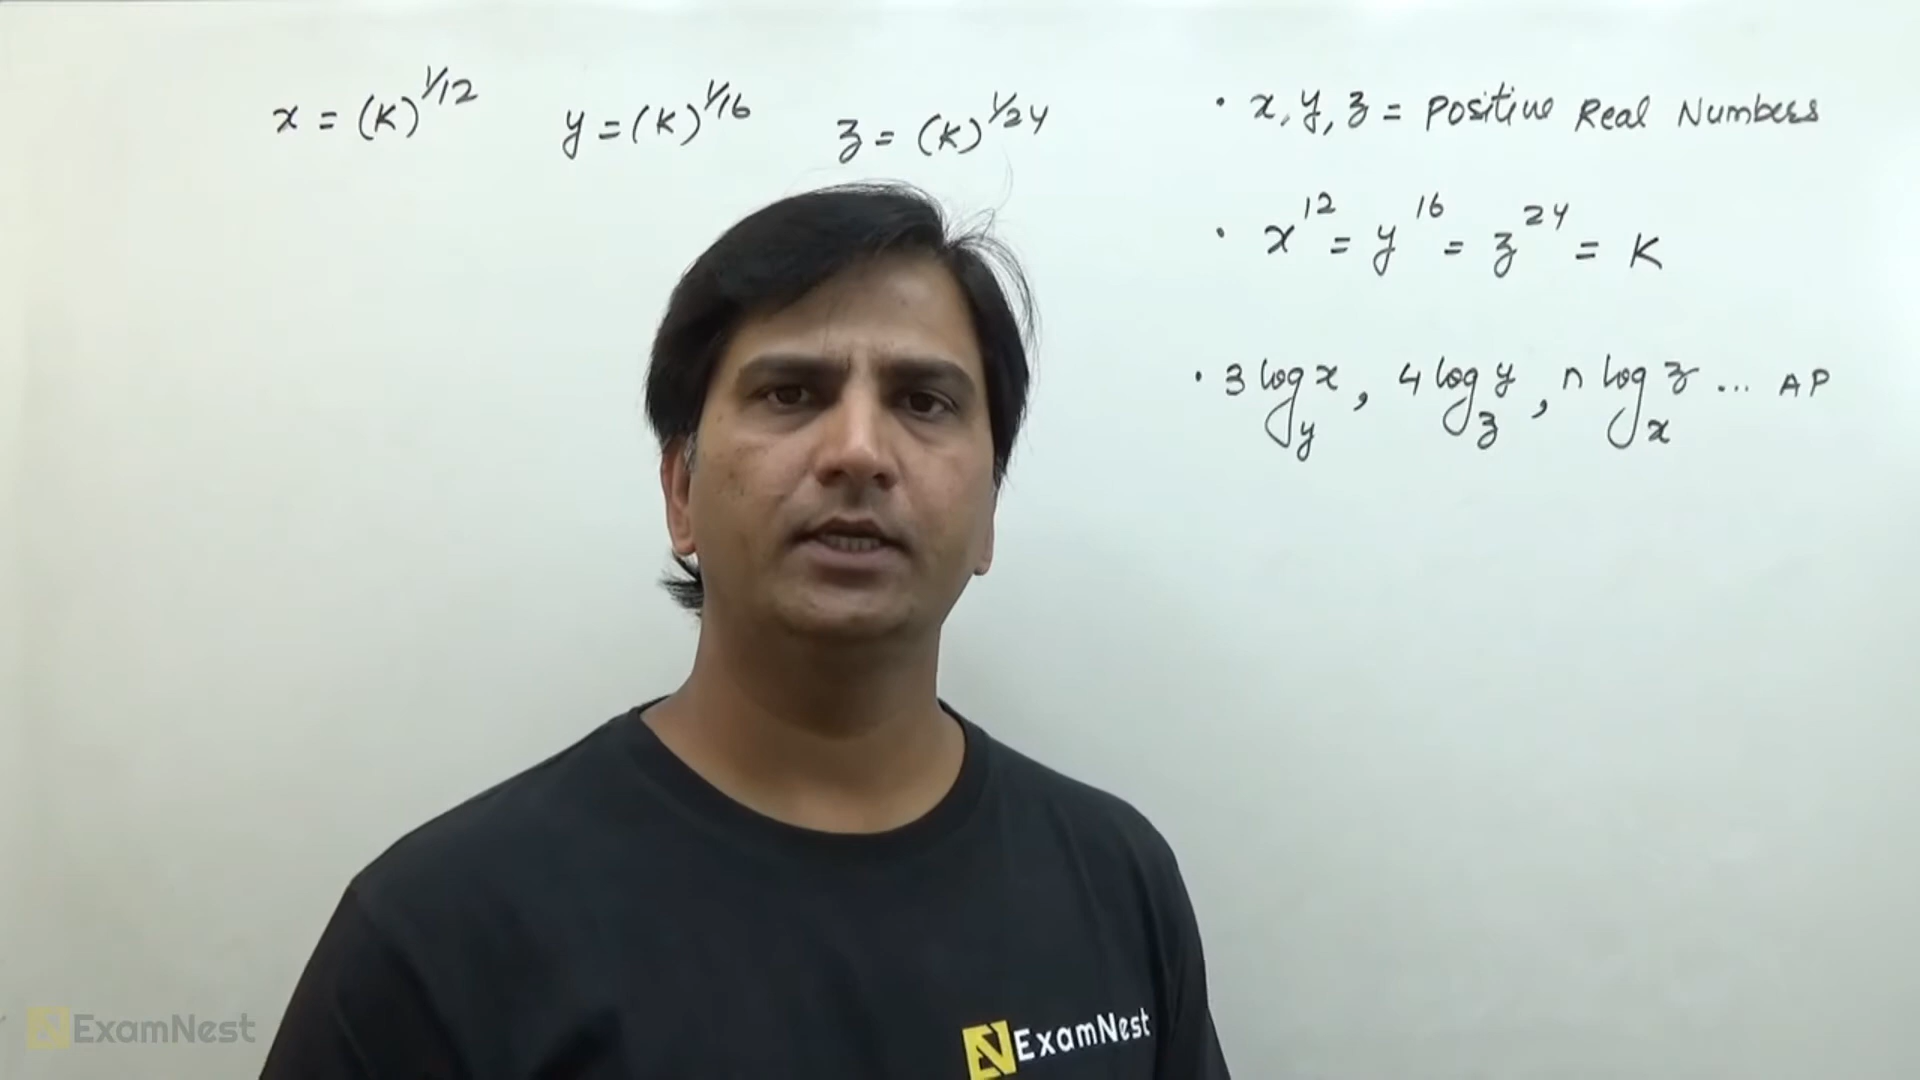 x = (K)^1/12 y = (K)^1/16 z = (K)^1/24
• x, y, z = Positive Real Numbers
• x^12 = y^16 = z^24 = K
• 3 log_y x, 4 log_z y, n log_x z ... AP
ExamNest
ExamNest